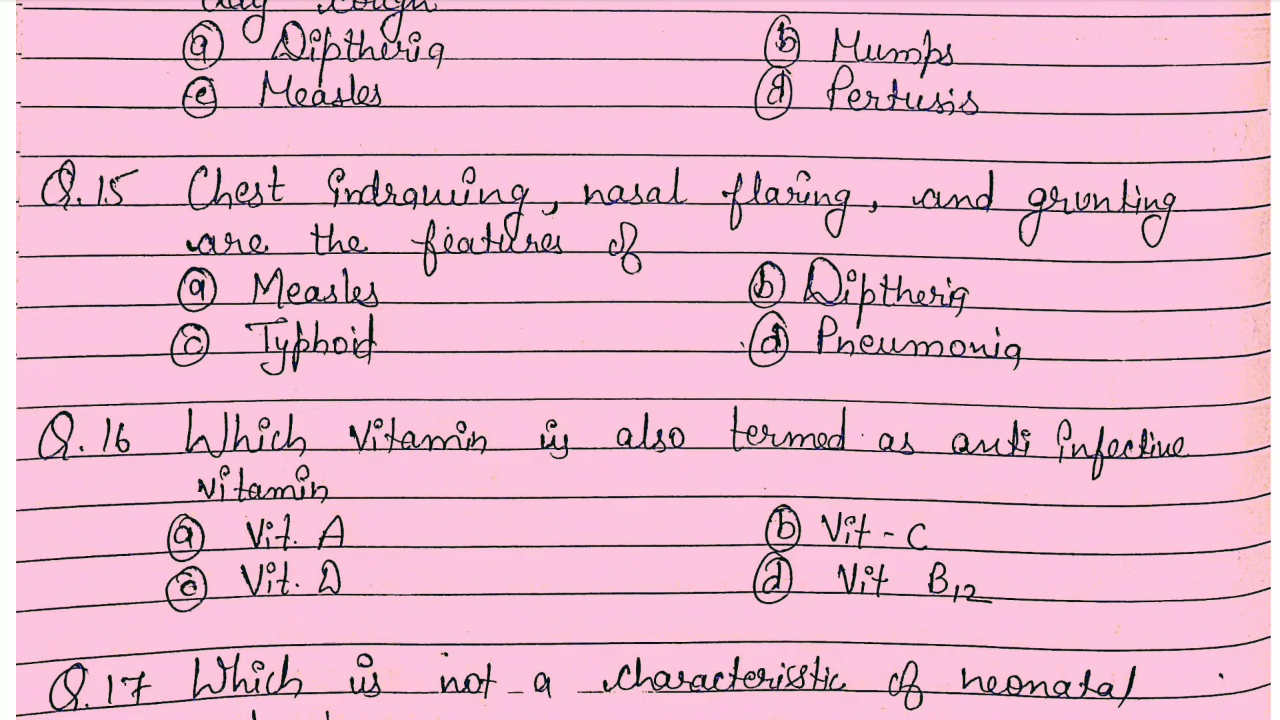 day cough
ⓐ Diptheria ⓑ Mumps
ⓒ Measles ⓓ Pertusis
Q.15 Chest indrawing, nasal flaring, and grunting
are the features of
ⓐ Measles ⓑ Diptheria
ⓒ Typhoid ⓓ Pneumonia
Q.16 Which vitamin is also termed as anti infective
vitamin
ⓐ Vit. A ⓑ Vit - C
ⓒ Vit. D ⓓ Vit B12
Q.17 Which is not a characteristic of neonatal